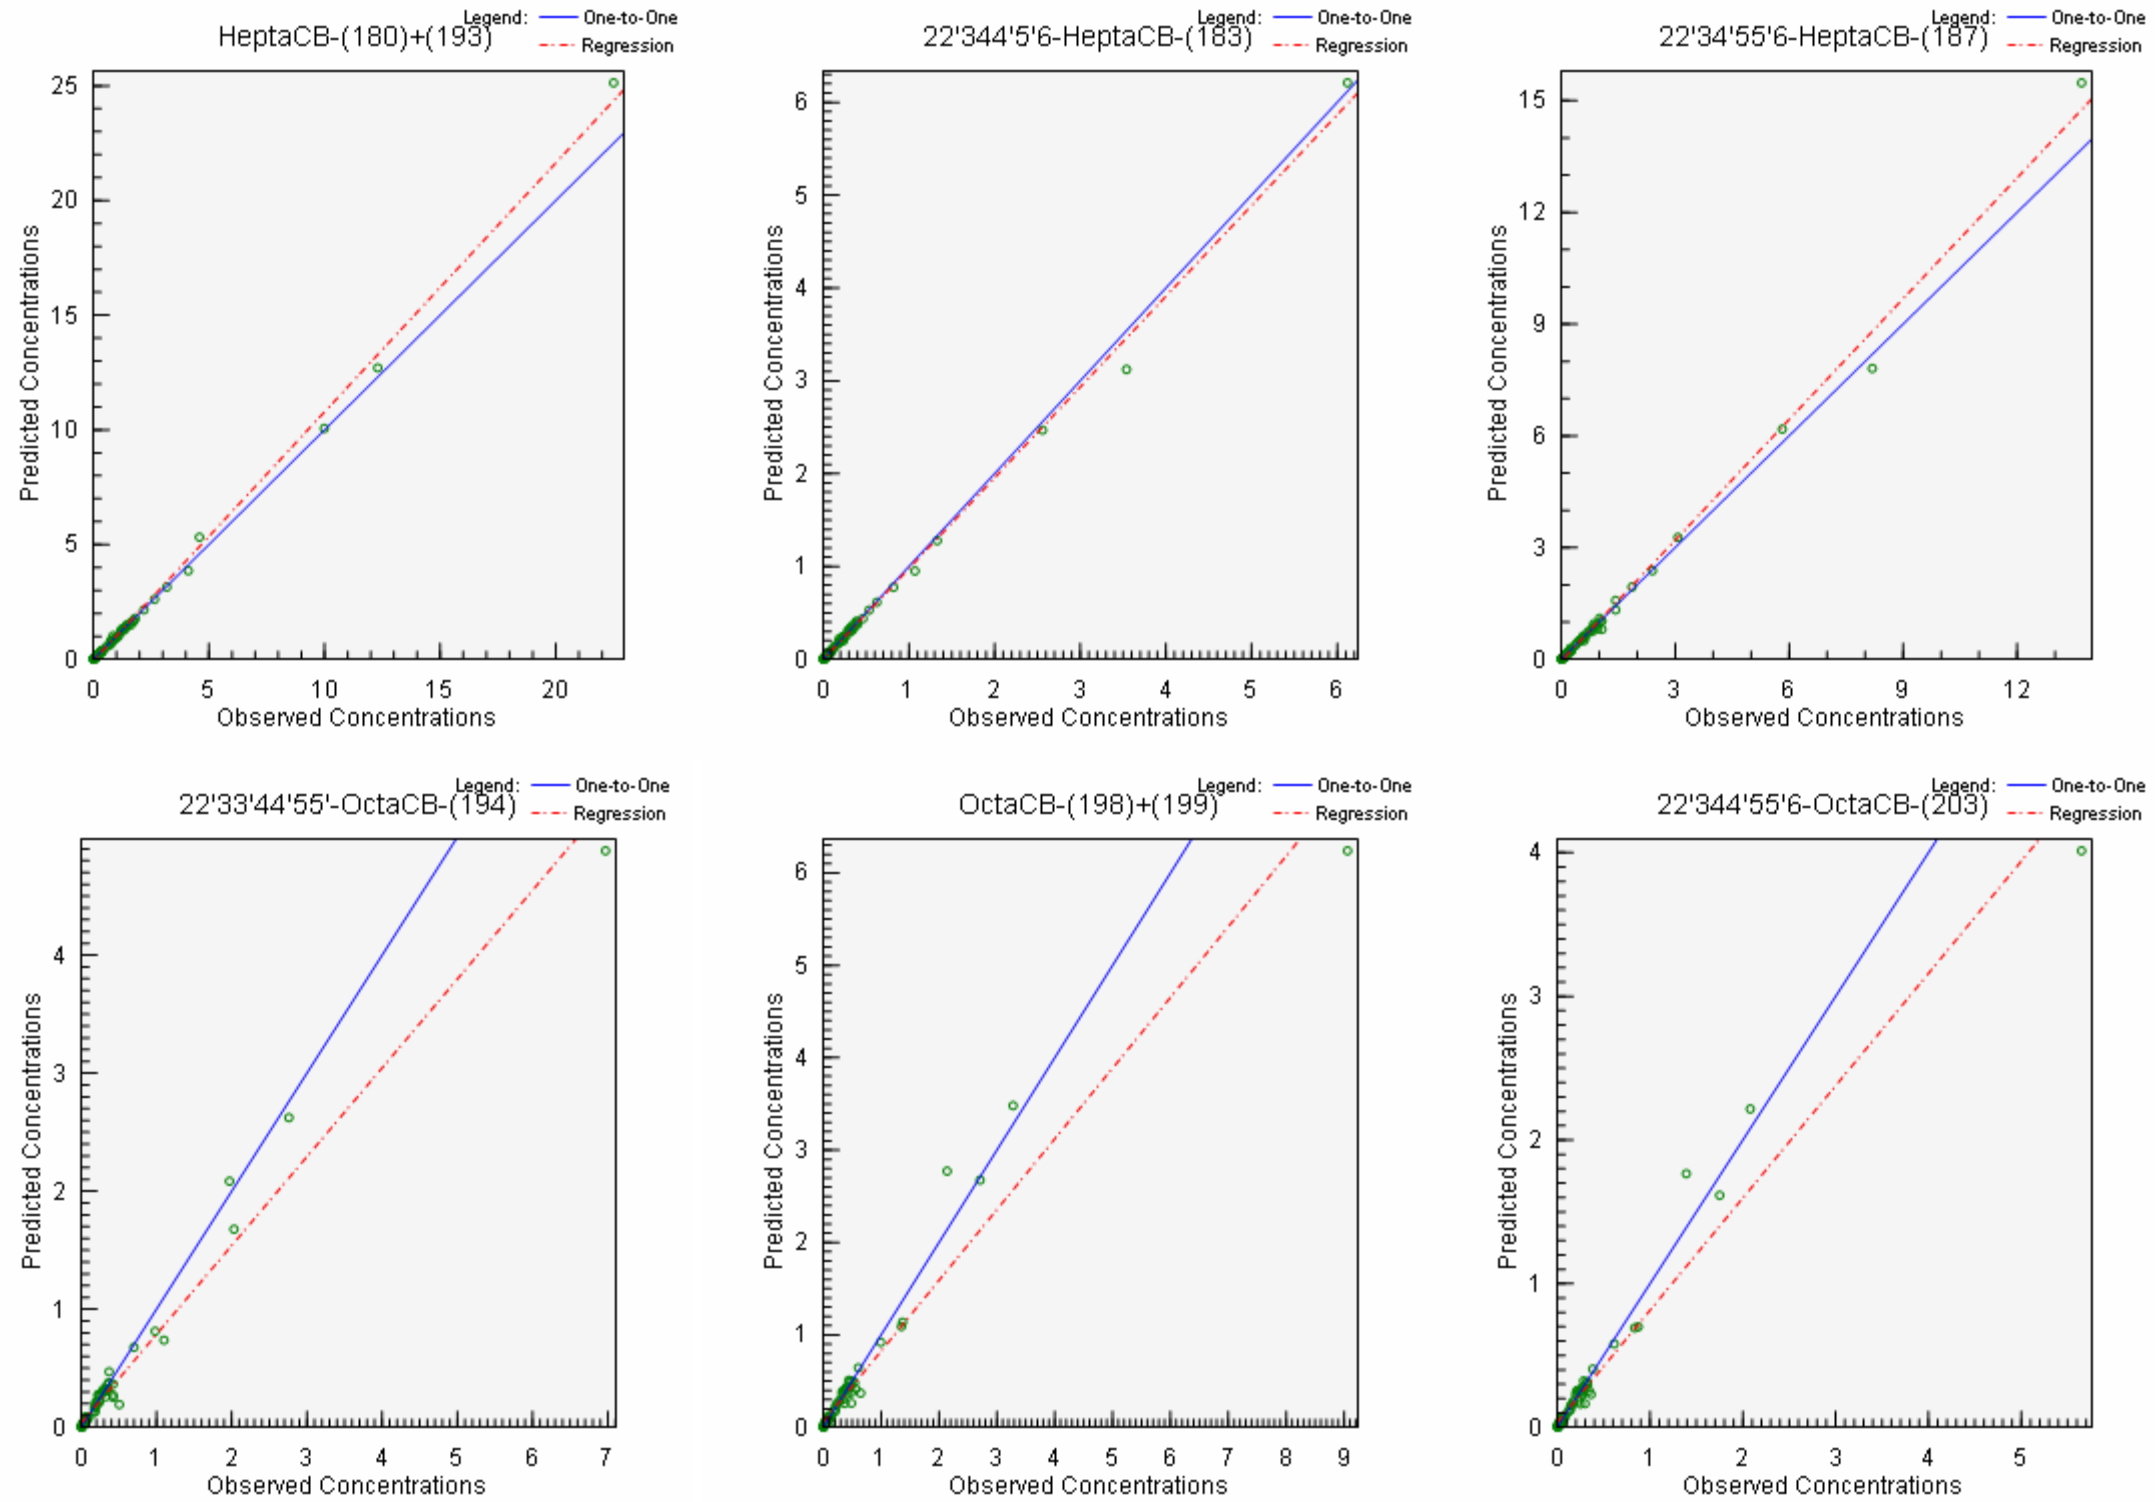 Legend: One-to-One
HeptaCB-(180)+(193)
Regression
25
20
15
10
5
0
Predicted Concentrations
0 5 10 15 20
Observed Concentrations
Legend: One-to-One
22'344'5'6-HeptaCB-(183)
Regression
6
5
4
3
2
1
0
Predicted Concentrations
0 1 2 3 4 5 6
Observed Concentrations
Legend: One-to-One
22'34'55'6-HeptaCB-(187)
Regression
15
12
9
6
3
0
Predicted Concentrations
0 3 6 9 12
Observed Concentrations
Legend: One-to-One
22'33'44'55'-OctaCB-(194)
Regression
4
3
2
1
0
Predicted Concentrations
0 1 2 3 4 5 6 7
Observed Concentrations
Legend: One-to-One
OctaCB-(198)+(199)
Regression
6
5
4
3
2
1
0
Predicted Concentrations
0 1 2 3 4 5 6 7 8 9
Observed Concentrations
Legend: One-to-One
22'344'55'6-OctaCB-(203)
Regression
4
3
2
1
0
Predicted Concentrations
0 1 2 3 4 5
Observed Concentrations